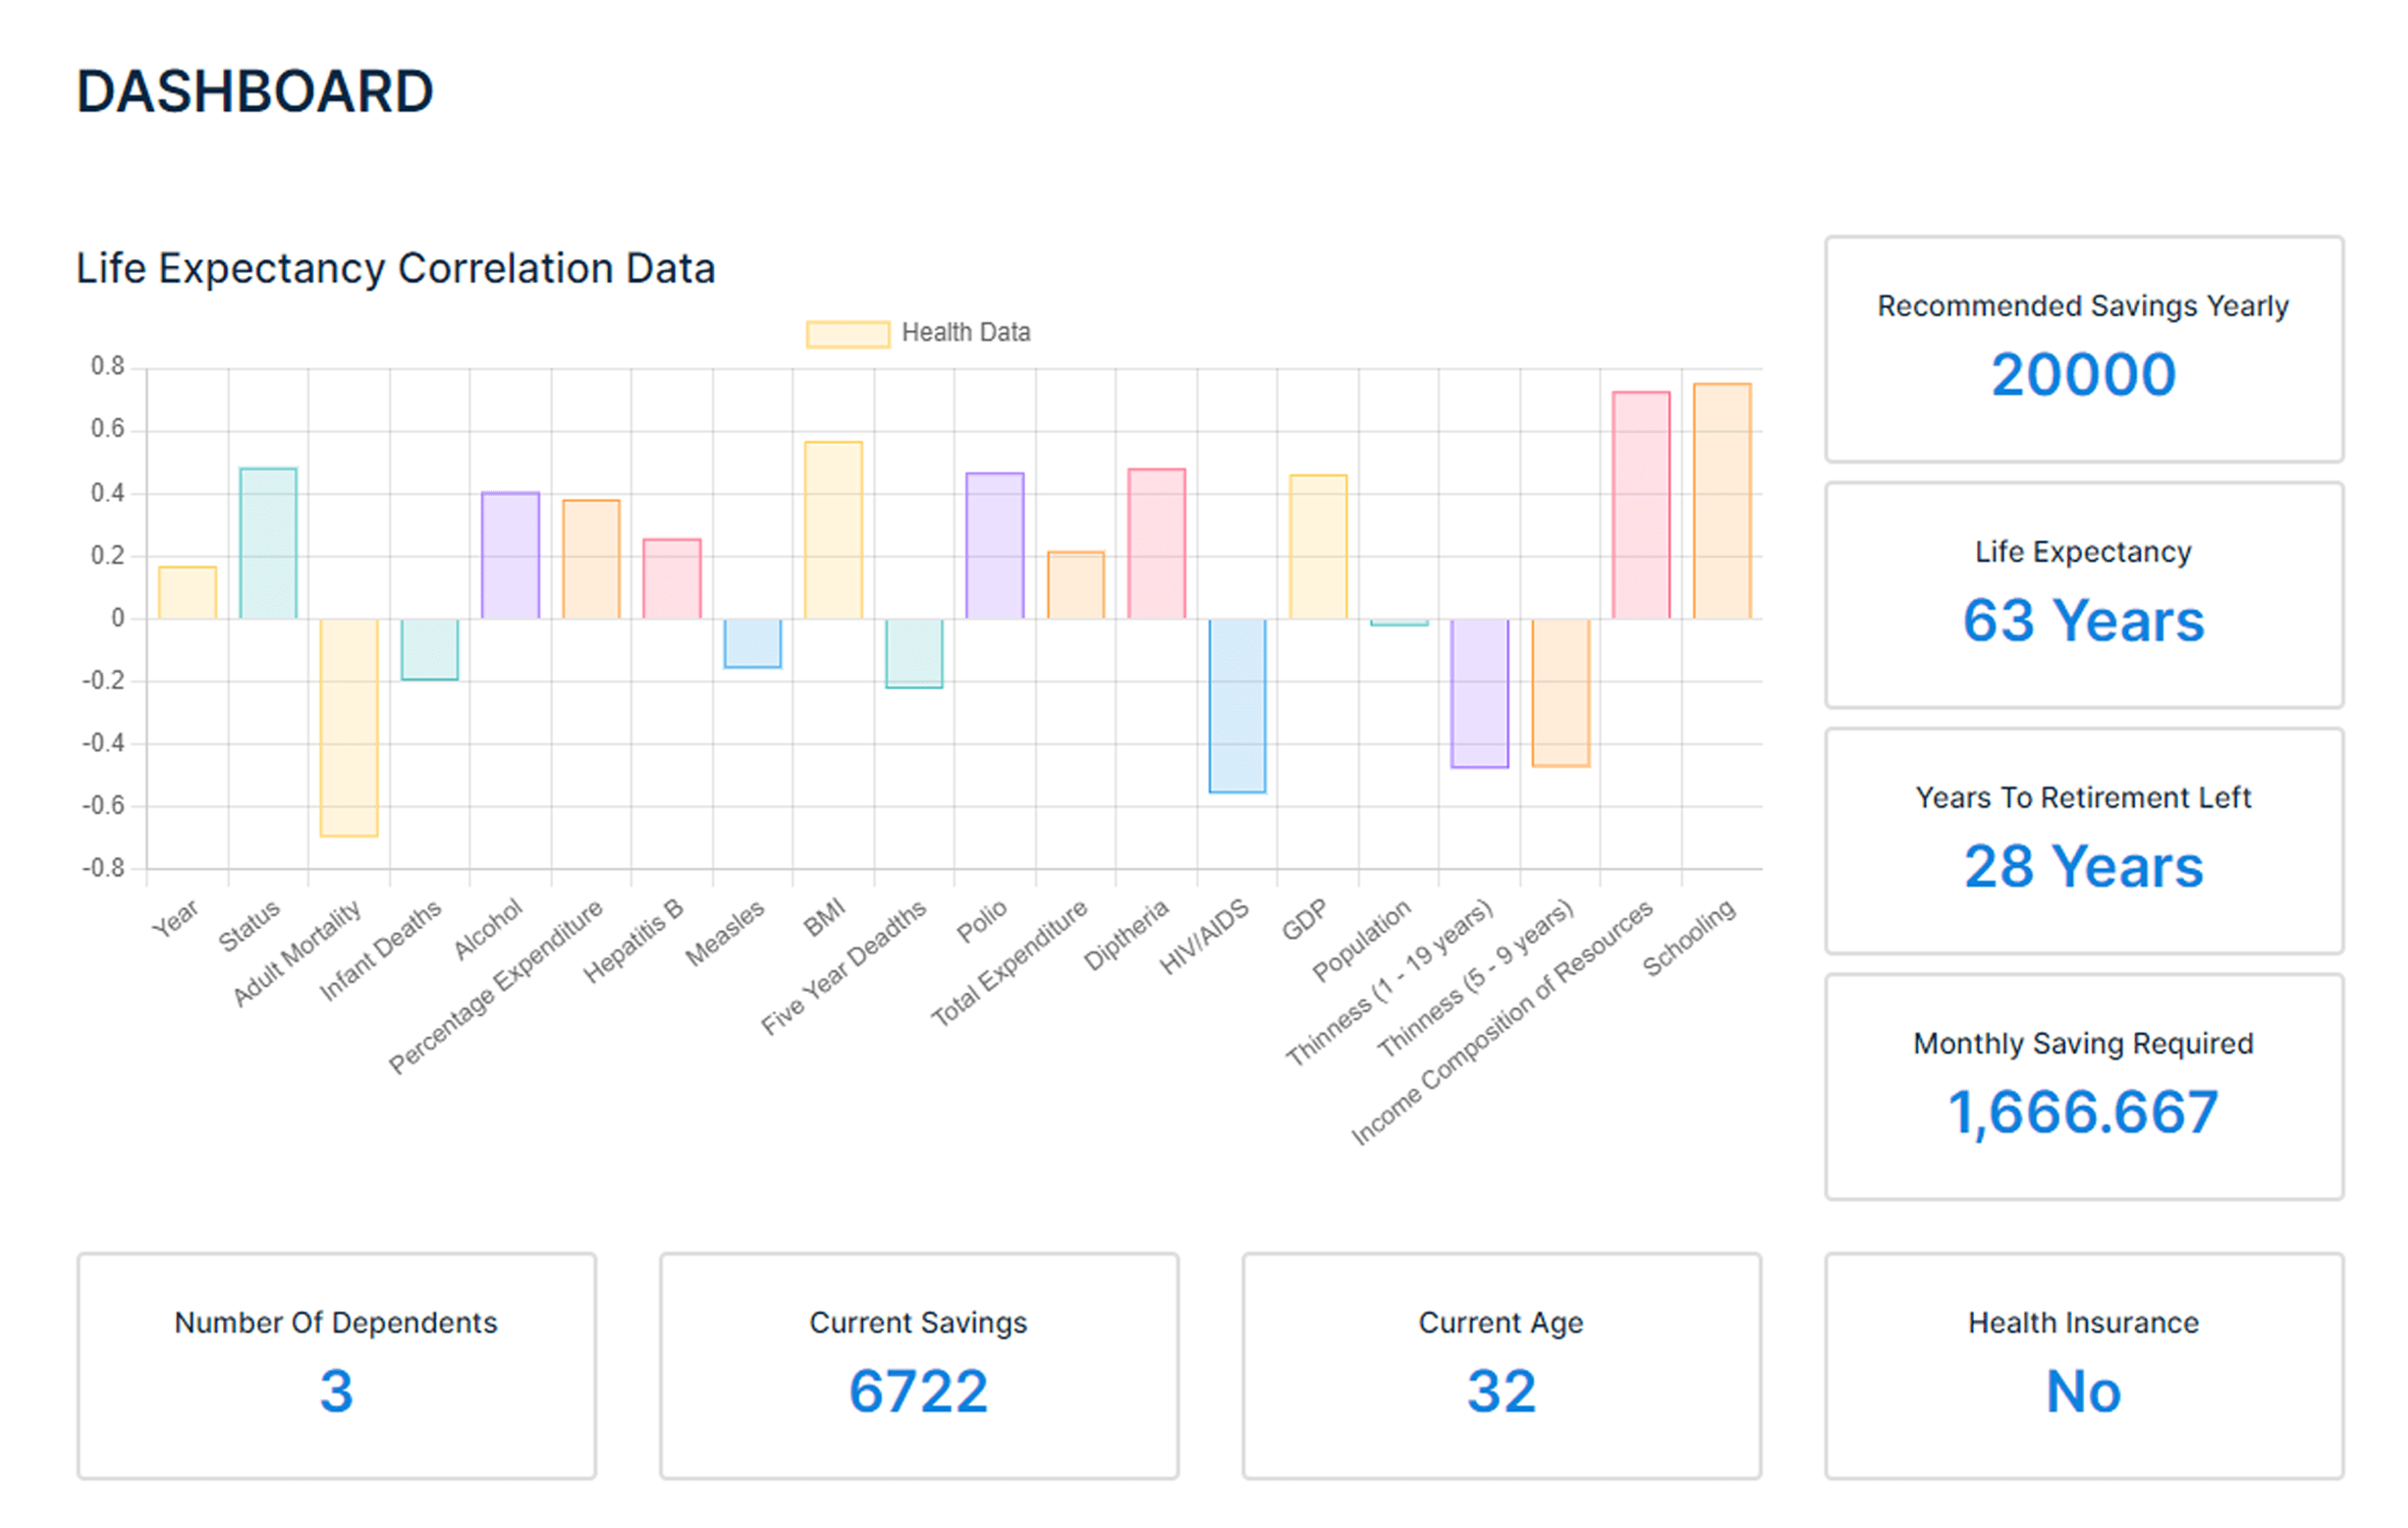 DASHBOARD
Life Expectancy Correlation Data
Health Data
0.8
0.6
0.4
0.2
0
-0.2
-0.4
-0.6
-0.8
Year
Status
Adult Mortality
Infant Deaths
Alcohol
Percentage Expenditure
Hepatitis B
Measles
BMI
Five Year Deadths
Polio
Total Expenditure
Diptheria
HIV/AIDS
GDP
Population
Thinness (1 - 19 years)
Thinness (5 - 9 years)
Income Composition of Resources
Schooling
Recommended Savings Yearly
20000
Life Expectancy
63 Years
Years To Retirement Left
28 Years
Monthly Saving Required
1,666.667
Number Of Dependents
3
Current Savings
6722
Current Age
32
Health Insurance
No